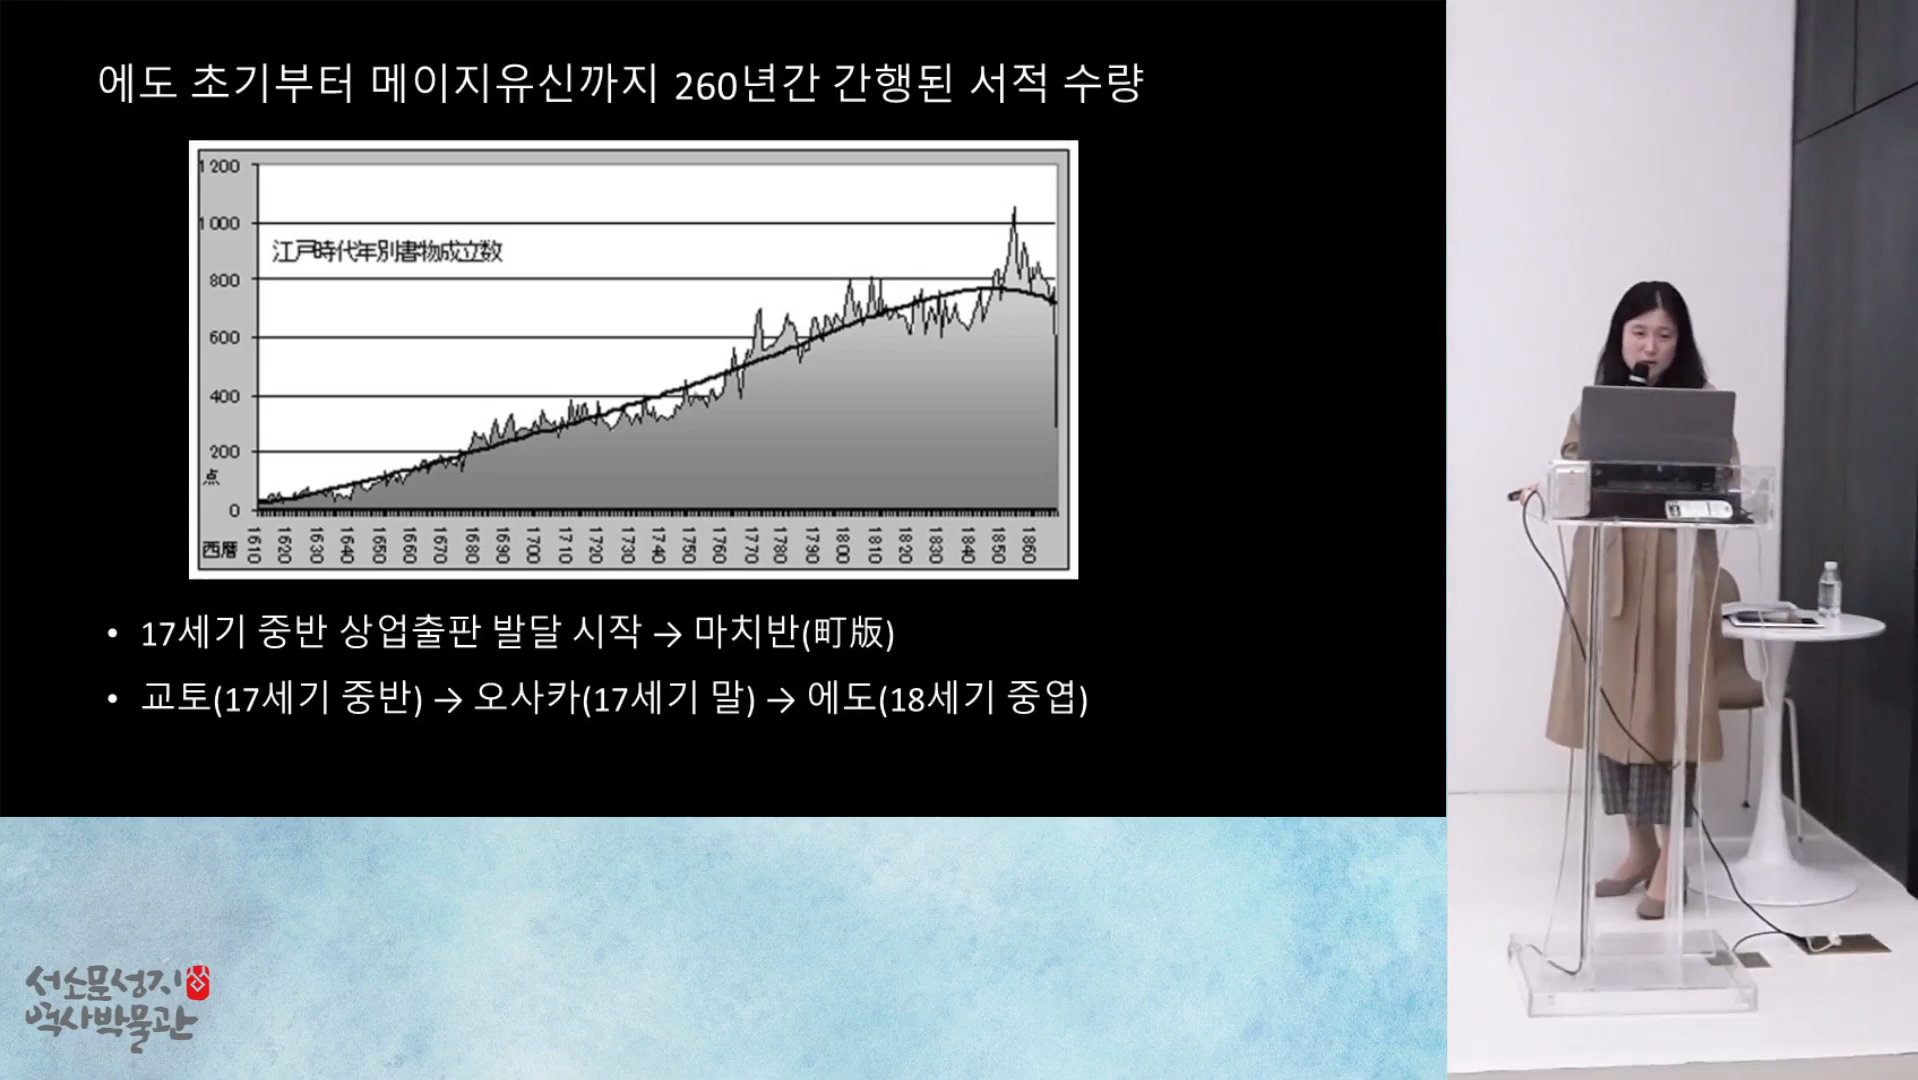 에도 초기부터 메이지유신까지 260년간 간행된 서적 수량
1200
1000
江戸時代年別書物成立数
800
600
400
200
点
0
西暦
1610 1620 1630 1640 1650 1660 1670 1680 1690 1700 1710 1720 1730 1740 1750 1760 1770 1780 1790 1800 1810 1820 1830 1840 1850 1860
• 17세기 중반 상업출판 발달 시작 → 마치반(町版)
• 교토(17세기 중반) → 오사카(17세기 말) → 에도(18세기 중엽)
서소문성지
역사박물관